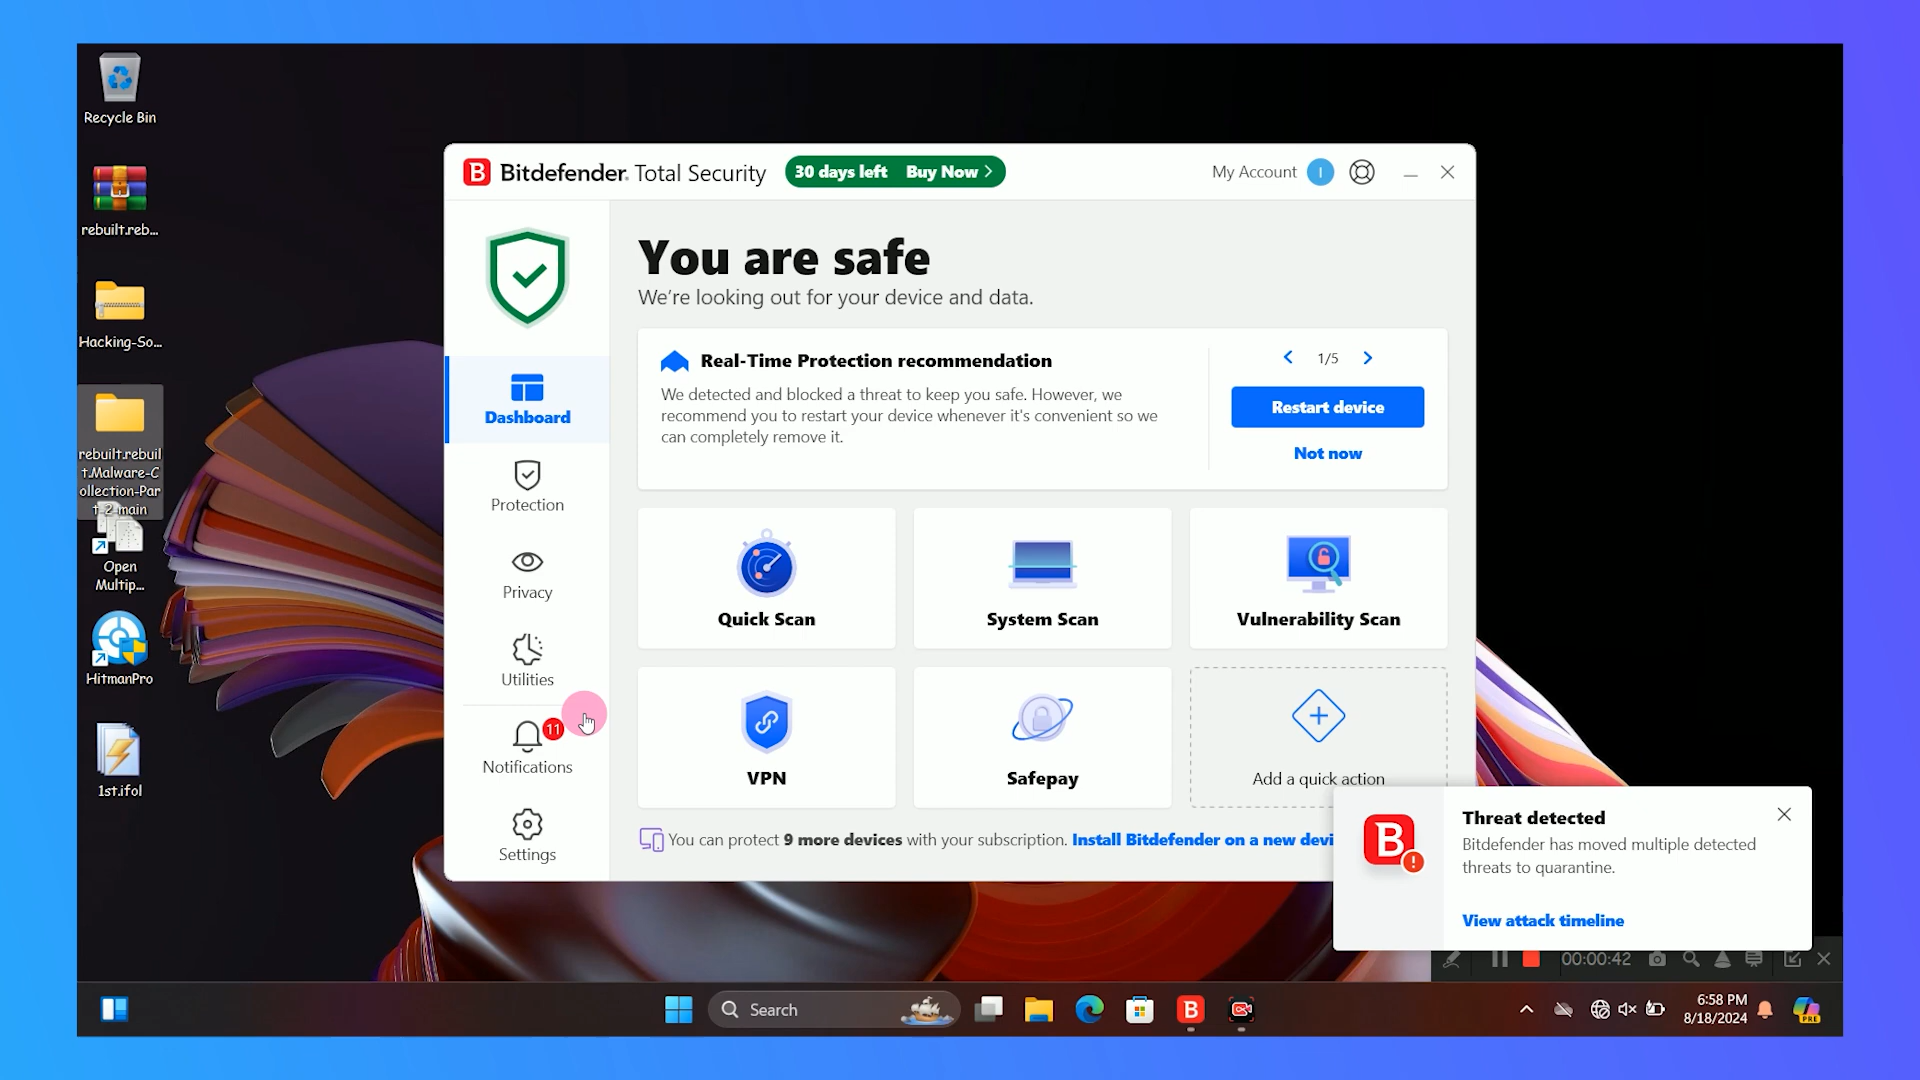 Recycle Bin
rebuilt.reb...
Hacking-So...
rebuilt.rebuil
t.Malware-C
ollection-Par
t-2-main
Open
Multip...
HitmanPro
1st.ifol
B Bitdefender. Total Security
30 days left Buy Now
My Account I
Dashboard
Protection
Privacy
Utilities
11
Notifications
Settings
You are safe
We're looking out for your device and data.
Real-Time Protection recommendation
We detected and blocked a threat to keep you safe. However, we
recommend you to restart your device whenever it's convenient so we
can completely remove it.
1/5
Restart device
Not now
Quick Scan
System Scan
Vulnerability Scan
VPN
Safepay
Add a quick action
You can protect 9 more devices with your subscription. Install Bitdefender on a new devi
B
Threat detected
Bitdefender has moved multiple detected
threats to quarantine.
View attack timeline
00:00:42
Search
B
6:58 PM
8/18/2024
PRE